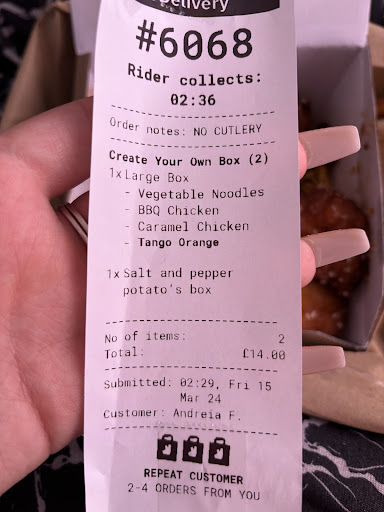 Delivery
#6068
Rider collects:
02:36
Order notes: NO CUTLERY
Create Your Own Box (2)
1x Large Box
- Vegetable Noodles
- BBQ Chicken
- Caramel Chicken
- Tango Orange
1x Salt and pepper
potato's box
No of items: 2
Total: £14.00
Submitted: 02:29, Fri 15
Mar 24
Customer: Andreia F.
REPEAT CUSTOMER
2-4 ORDERS FROM YOU